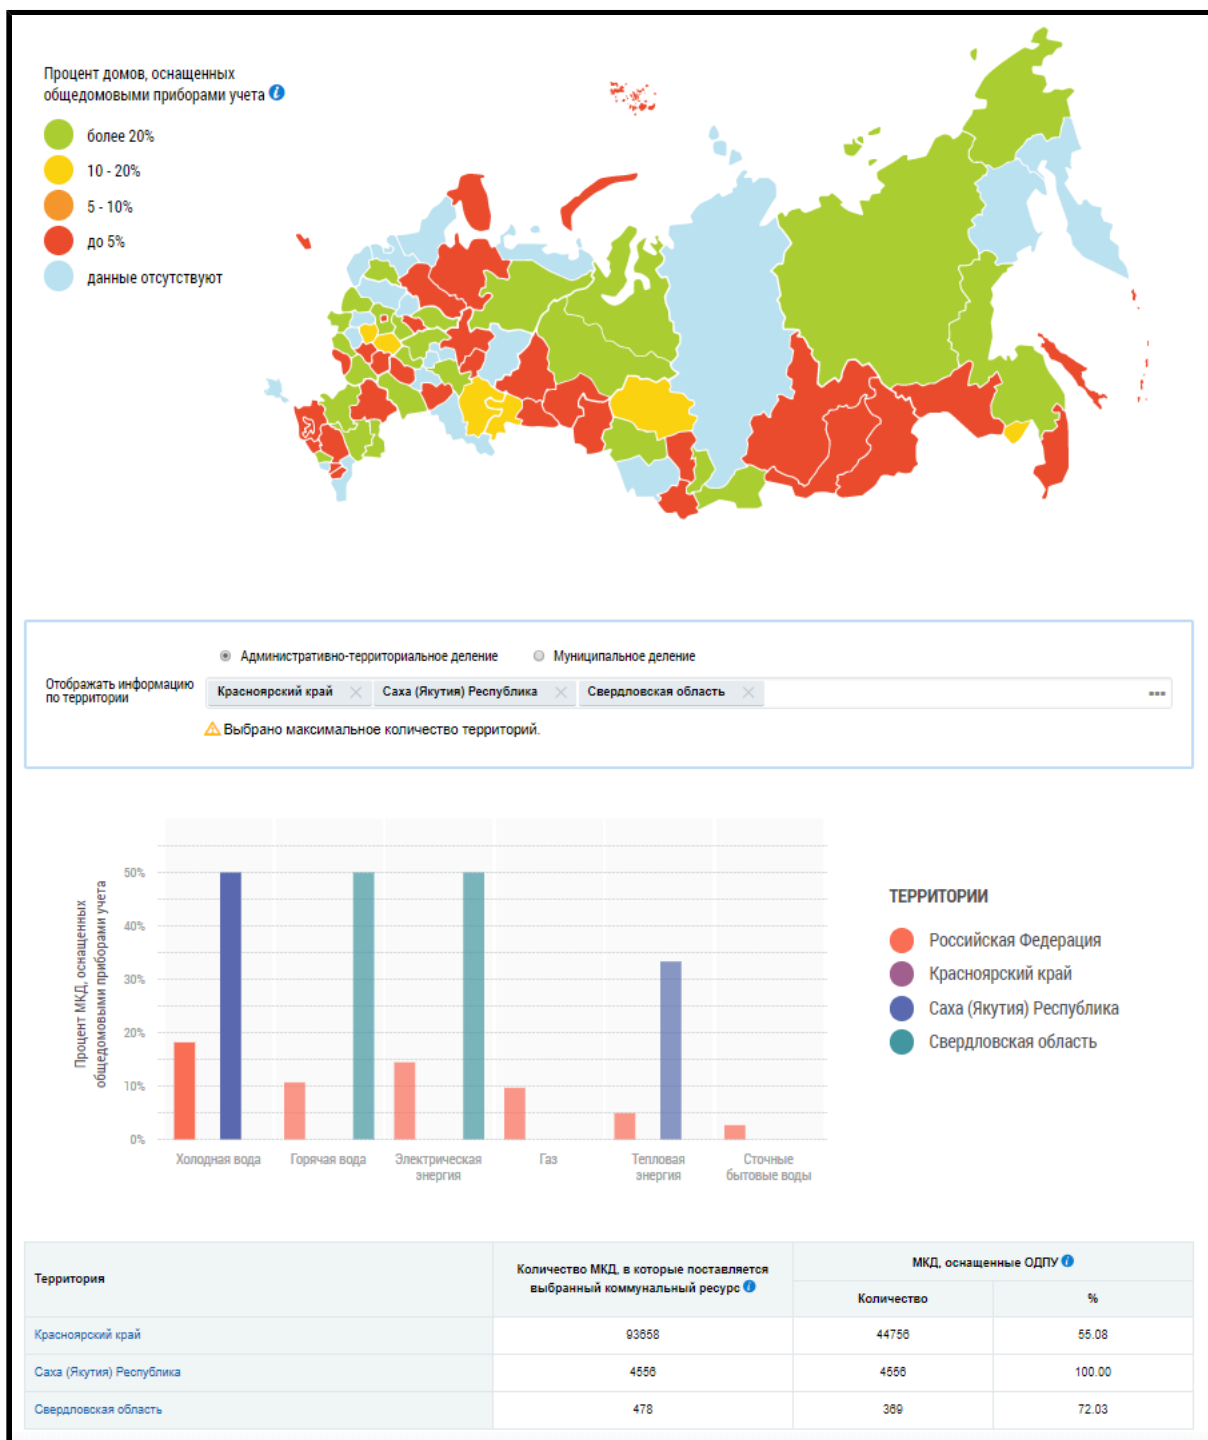 Процент домов, оснащенных
общедомовыми приборами учета
более 20%
10 - 20%
5 - 10%
до 5%
данные отсутствуют
Административно-территориальное деление
Муниципальное деление
Отображать информацию
по территории
Красноярский край
Саха (Якутия) Республика
Свердловская область
Выбрано максимальное количество территорий.
Процент МКД, оснащенных
общедомовыми приборами учета
50%
40%
30%
20%
10%
0%
Холодная вода
Горячая вода
Электрическая
энергия
Газ
Тепловая
энергия
Сточные
бытовые воды
ТЕРРИТОРИИ
Российская Федерация
Красноярский край
Саха (Якутия) Республика
Свердловская область
Территория
Количество МКД, в которые поставляется
выбранный коммунальный ресурс
МКД, оснащенные ОДПУ
Количество
%
Красноярский край
93658
44756
55.08
Саха (Якутия) Республика
4556
4556
100.00
Свердловская область
478
369
72.03